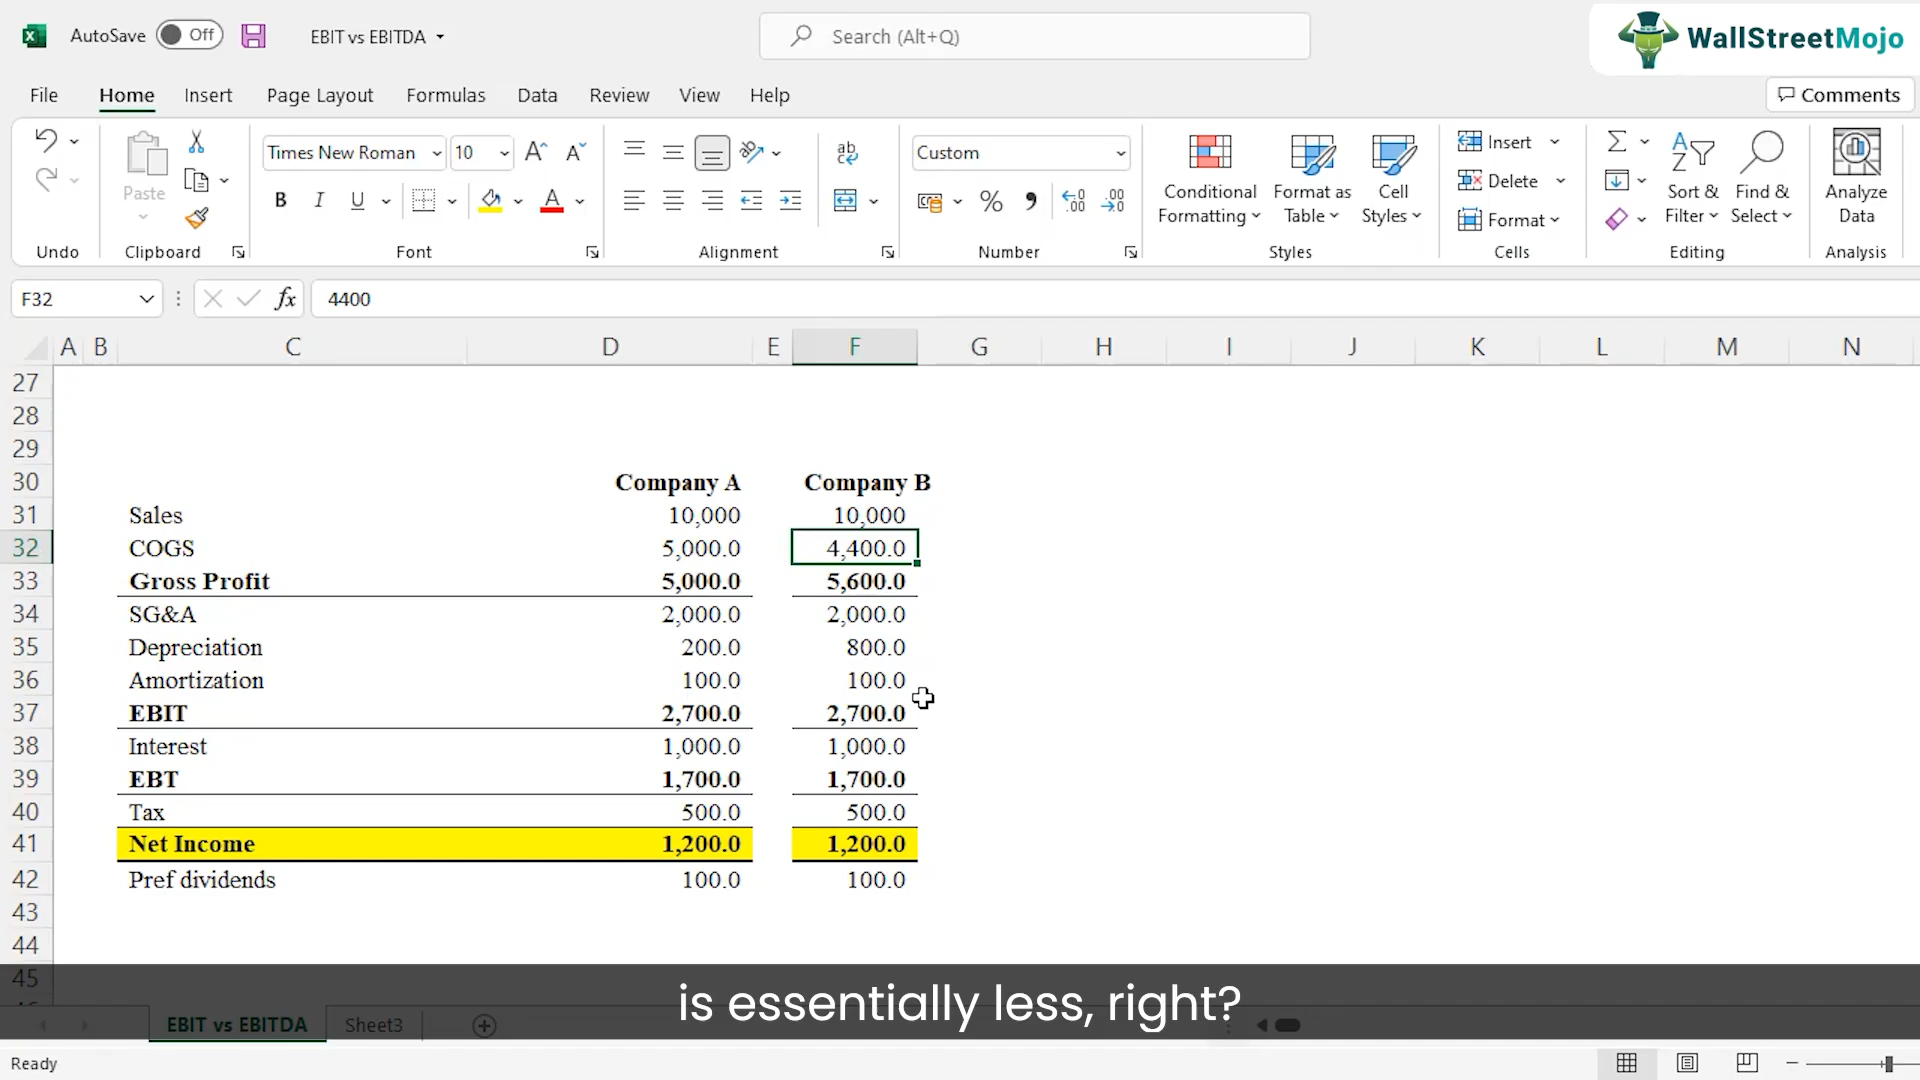 AutoSave Off EBIT vs EBITDA Search (Alt+Q) WallStreetMojo
File Home Insert Page Layout Formulas Data Review View Help Comments
Times New Roman 10 Custom Insert
Paste Conditional Formatting Format as Table Cell Styles Delete Sort & Filter Find & Select Analyze Data
B I U % Format
Undo Clipboard Font Alignment Number Styles Cells Editing Analysis
F32 fx 4400
A B C D E F G H I J K L M N
27
28
29
30 Company A Company B
31 Sales 10,000 10,000
32 COGS 5,000.0 4,400.0
33 Gross Profit 5,000.0 5,600.0
34 SG&A 2,000.0 2,000.0
35 Depreciation 200.0 800.0
36 Amortization 100.0 100.0
37 EBIT 2,700.0 2,700.0
38 Interest 1,000.0 1,000.0
39 EBT 1,700.0 1,700.0
40 Tax 500.0 500.0
41 Net Income 1,200.0 1,200.0
42 Pref dividends 100.0 100.0
43
44
45
is essentially less, right?
EBIT vs EBITDA Sheet3
Ready